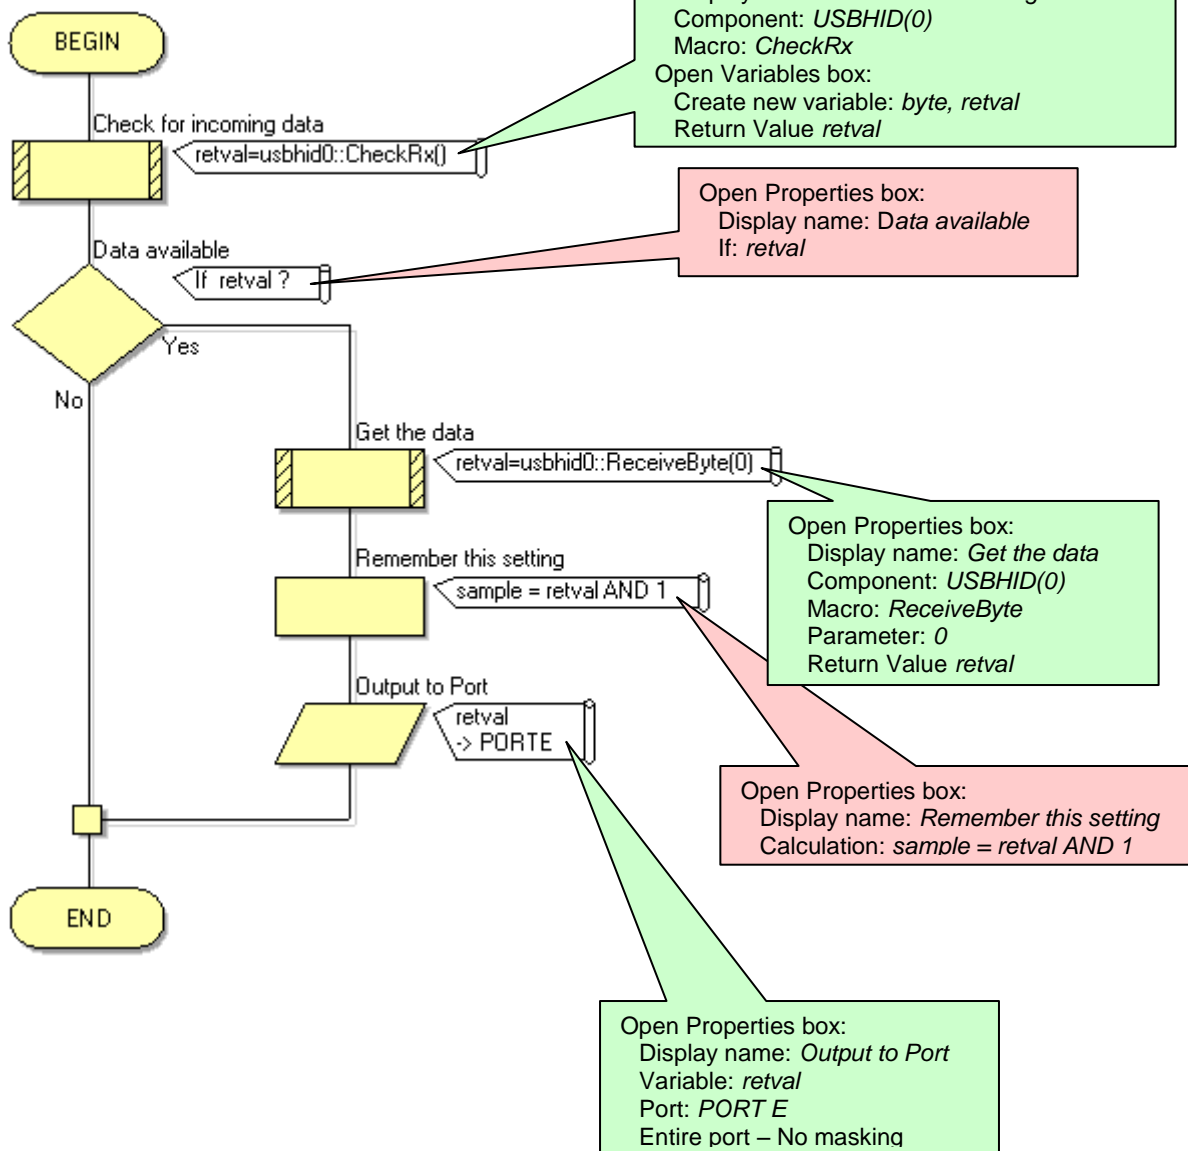 BEGIN
Component: USBHID(0)
Macro: CheckRx
Open Variables box:
Create new variable: byte, retval
Return Value retval
Check for incoming data
retval=usbhid0::CheckRx()
Open Properties box:
Display name: Data available
If: retval
Data available
If retval ?
Yes
No
Get the data
retval=usbhid0::ReceiveByte(0)
Open Properties box:
Display name: Get the data
Component: USBHID(0)
Macro: ReceiveByte
Parameter: 0
Return Value retval
Remember this setting
sample = retval AND 1
Output to Port
retval
-> PORTE
Open Properties box:
Display name: Remember this setting
Calculation: sample = retval AND 1
END
Open Properties box:
Display name: Output to Port
Variable: retval
Port: PORT E
Entire port – No masking